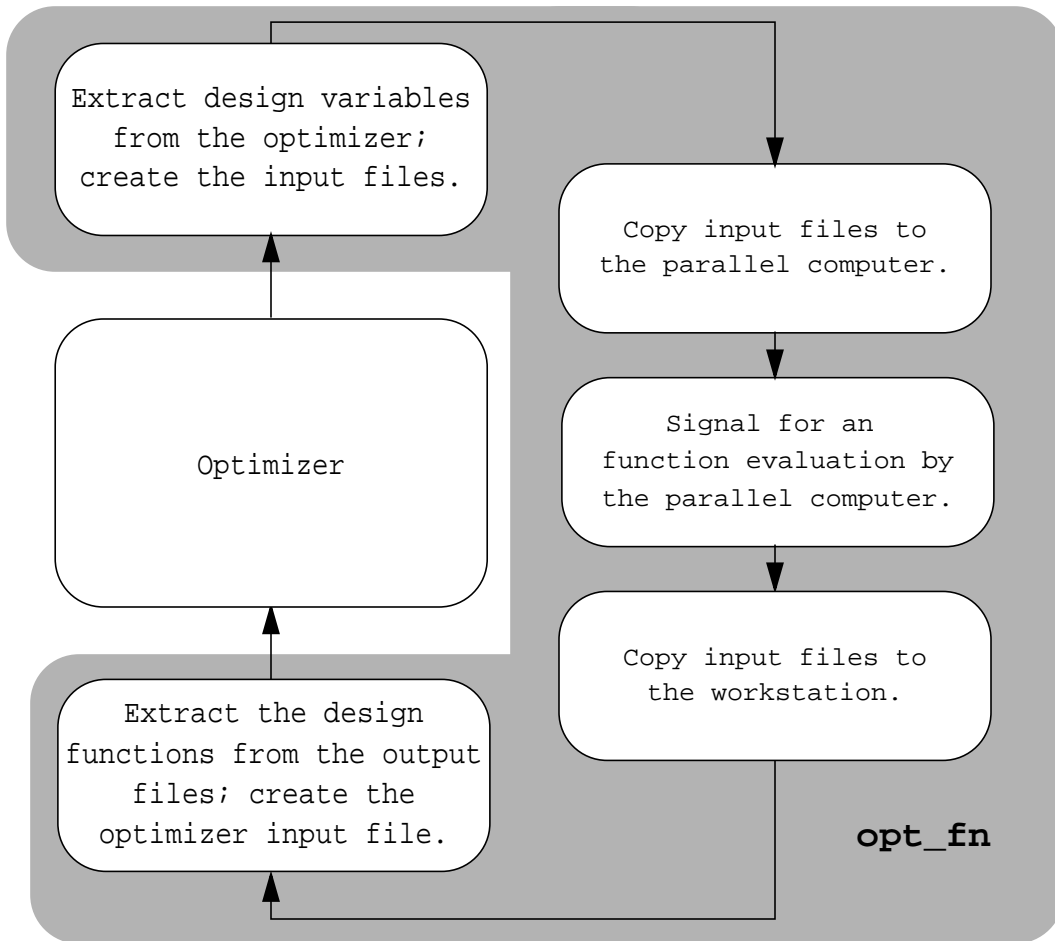 Extract design variables
from the optimizer;
create the input files.
Copy input files to
the parallel computer.
Signal for an
function evaluation by
the parallel computer.
Copy input files to
the workstation.
Extract the design
functions from the output
files; create the
optimizer input file.
Optimizer
opt_fn